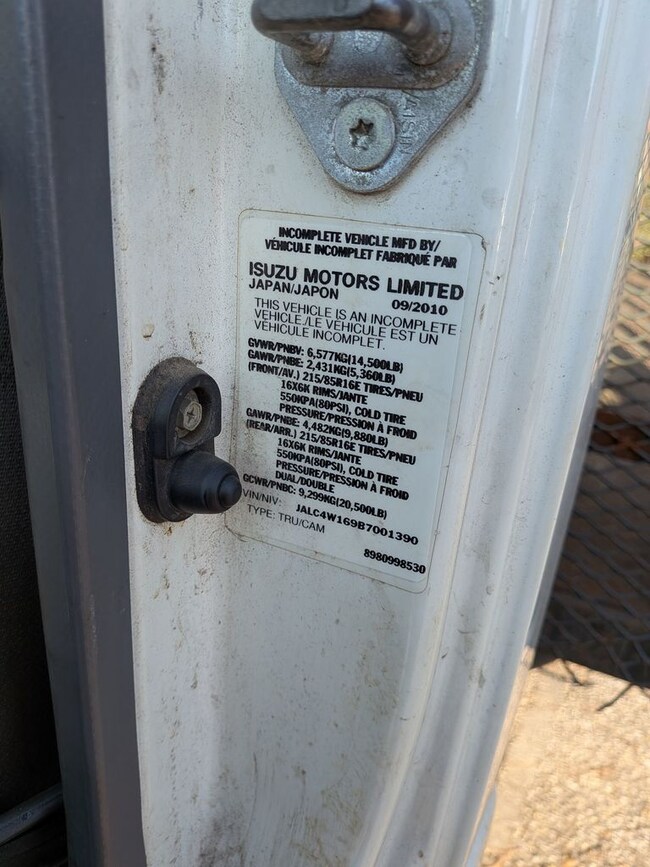 AISIN
INCOMPLETE VEHICLE MFD BY/
VÉHICULE INCOMPLET FABRIQUÉ PAR
ISUZU MOTORS LIMITED
JAPAN/JAPON 09/2010
THIS VEHICLE IS AN INCOMPLETE
VEHICLE./LE VÉHICULE EST UN
VÉHICULE INCOMPLET.
GVWR/PNBV: 6,577KG(14,500LB)
GAWR/PNBE: 2,431KG(5,360LB)
(FRONT/AV.) 215/85R16E TIRES/PNEU
16X6K RIMS/JANTE
550KPA(80PSI), COLD TIRE
PRESSURE/PRESSION À FROID
GAWR/PNBE: 4,482KG(9,880LB)
(REAR/ARR.) 215/85R16E TIRES/PNEU
16X6K RIMS/JANTE
550KPA(80PSI), COLD TIRE
PRESSURE/PRESSION À FROID
DUAL/DOUBLE
GCWR/PNBC: 9,299KG(20,500LB)
VIN/NIV: JALC4W169B7001390
TYPE: TRU/CAM
8980998530